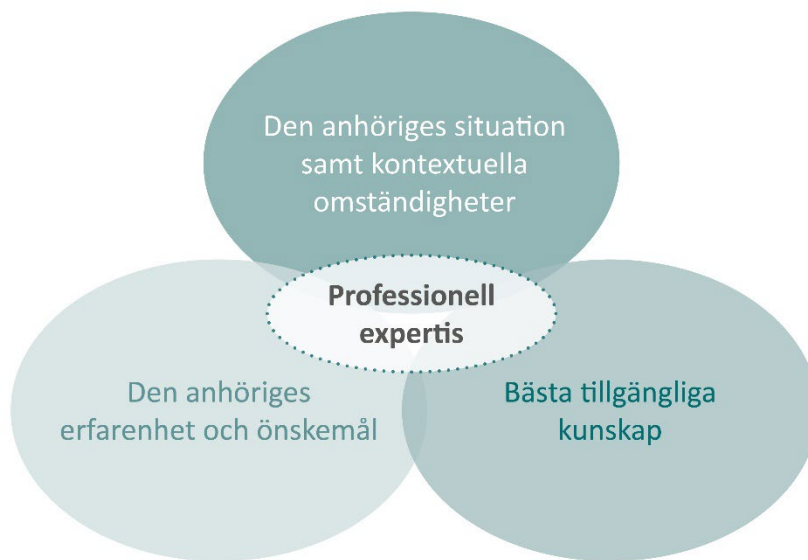 Den anhöriges situation
samt kontextuella
omständigheter
Professionell
expertis
Den anhöriges
erfarenhet och önskemål
Bästa tillgängliga
kunskap